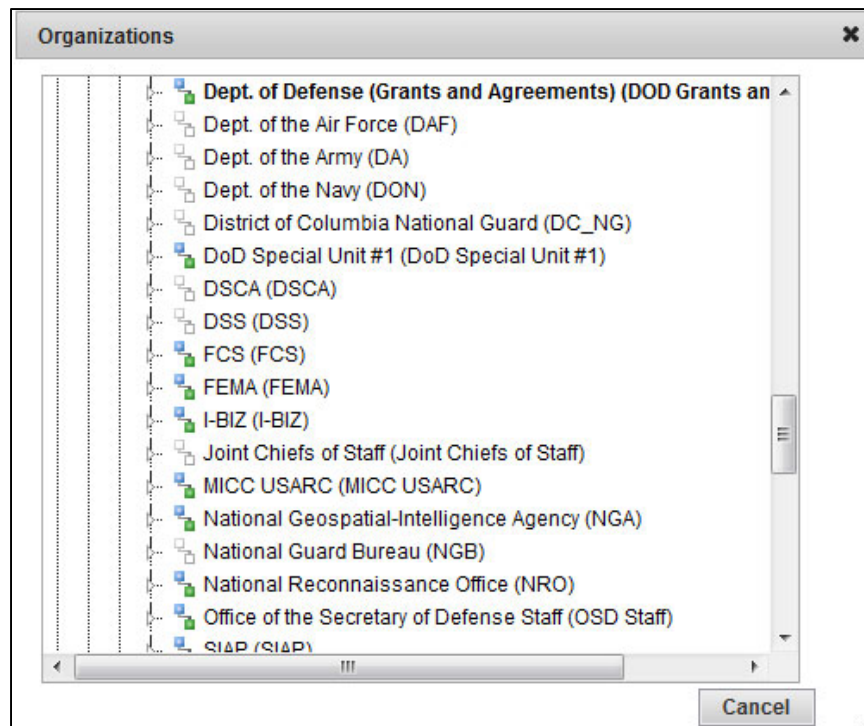 Organizations
Dept. of Defense (Grants and Agreements) (DOD Grants an
Dept. of the Air Force (DAF)
Dept. of the Army (DA)
Dept. of the Navy (DON)
District of Columbia National Guard (DC_NG)
DoD Special Unit #1 (DoD Special Unit #1)
DSCA (DSCA)
DSS (DSS)
FCS (FCS)
FEMA (FEMA)
I-BIZ (I-BIZ)
Joint Chiefs of Staff (Joint Chiefs of Staff)
MICC USARC (MICC USARC)
National Geospatial-Intelligence Agency (NGA)
National Guard Bureau (NGB)
National Reconnaissance Office (NRO)
Office of the Secretary of Defense Staff (OSD Staff)
SIAP (SIAP)
Cancel